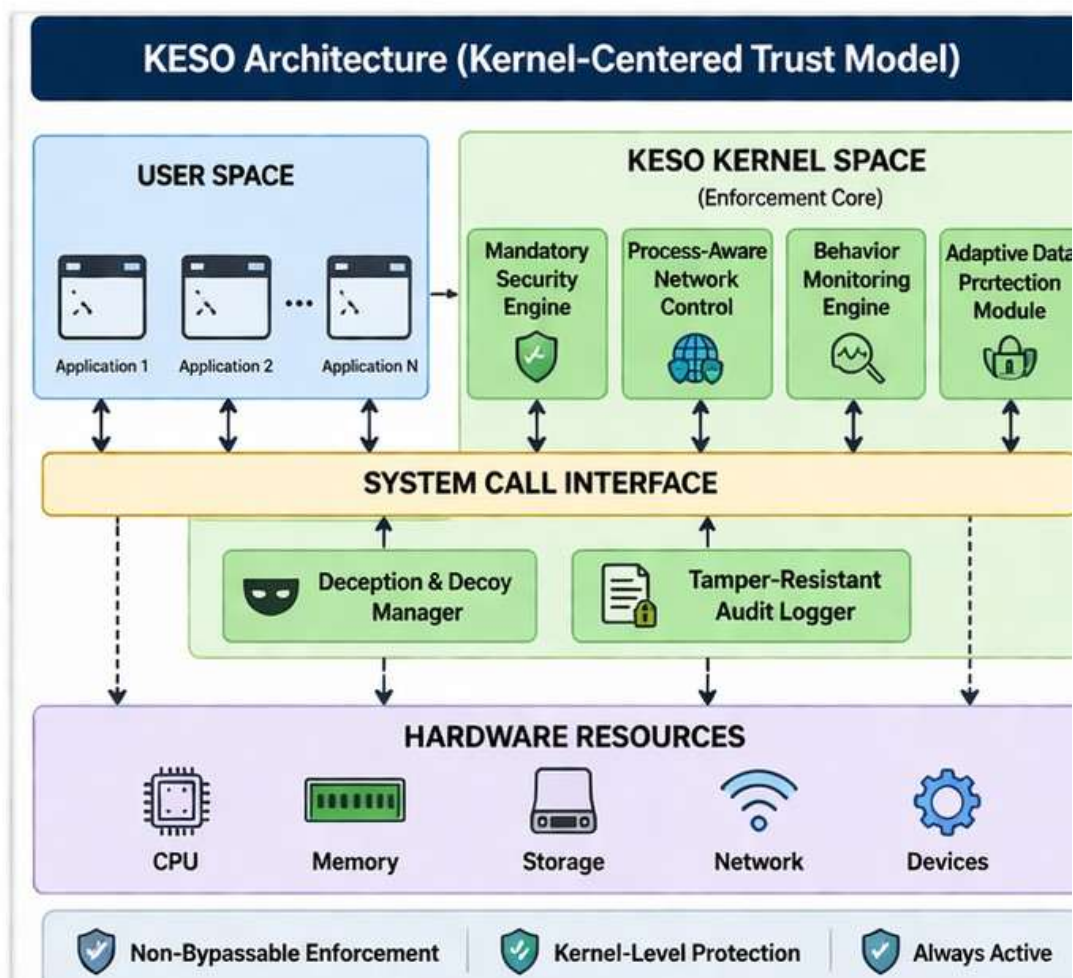 KESO Architecture (Kernel-Centered Trust Model)
USER SPACE
Application 1
Application 2
Application N
KESO KERNEL SPACE
(Enforcement Core)
Mandatory
Security
Engine
Process-Aware
Network
Control
Behavior
Monitoring
Engine
Adaptive Data
Prcrtection
Module
SYSTEM CALL INTERFACE
Deception & Decoy
Manager
Tamper-Resistant
Audit Logger
HARDWARE RESOURCES
CPU
Memory
Storage
Network
Devices
Non-Bypassable Enforcement
Kernel-Level Protection
Always Active